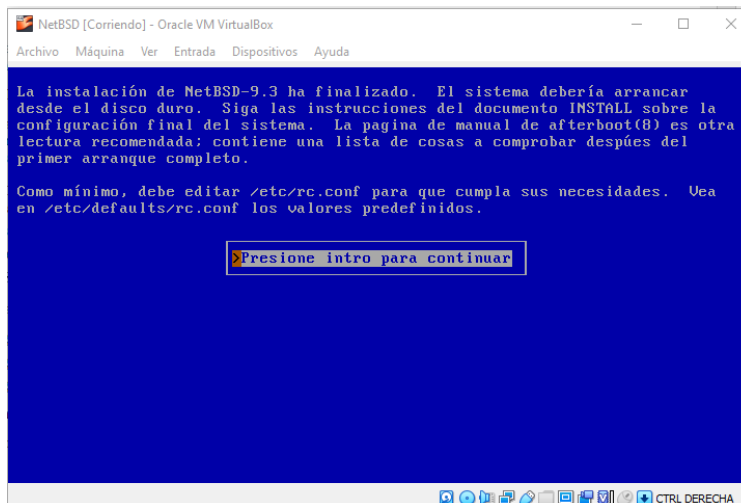 NetBSD [Corriendo] - Oracle VM VirtualBox
Archivo Máquina Ver Entrada Dispositivos Ayuda
La instalación de NetBSD-9.3 ha finalizado. El sistema debería arrancar
desde el disco duro. Siga las instrucciones del documento INSTALL sobre la
configuración final del sistema. La pagina de manual de afterboot(8) es otra
lectura recomendada; contiene una lista de cosas a comprobar despúes del
primer arranque completo.
Como mínimo, debe editar /etc/rc.conf para que cumpla sus necesidades. Vea
en /etc/defaults/rc.conf los valores predefinidos.
>Presione intro para continuar
CTRL DERECHA